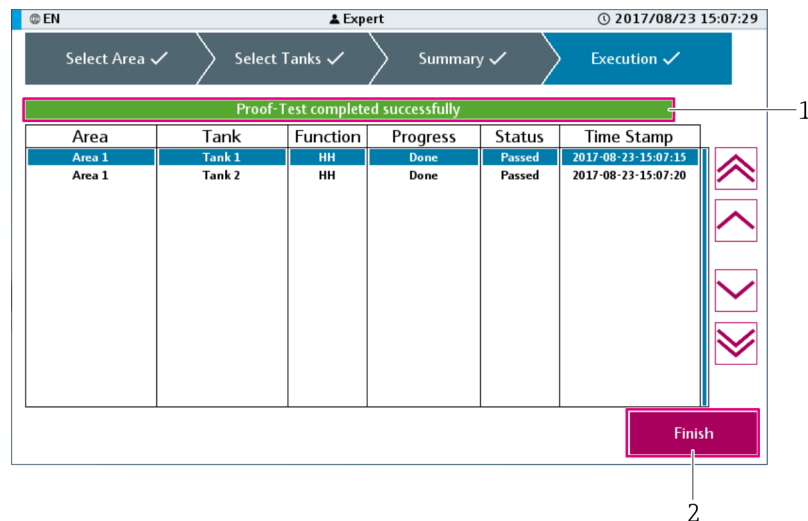 EN Expert 2017/08/23 15:07:29
Select Area ✓ Select Tanks ✓ Summary ✓ Execution ✓
Proof-Test completed successfully 1
Area Tank Function Progress Status Time Stamp
Area 1 Tank 1 HH Done Passed 2017-08-23-15:07:15
Area 1 Tank 2 HH Done Passed 2017-08-23-15:07:20
Finish
2